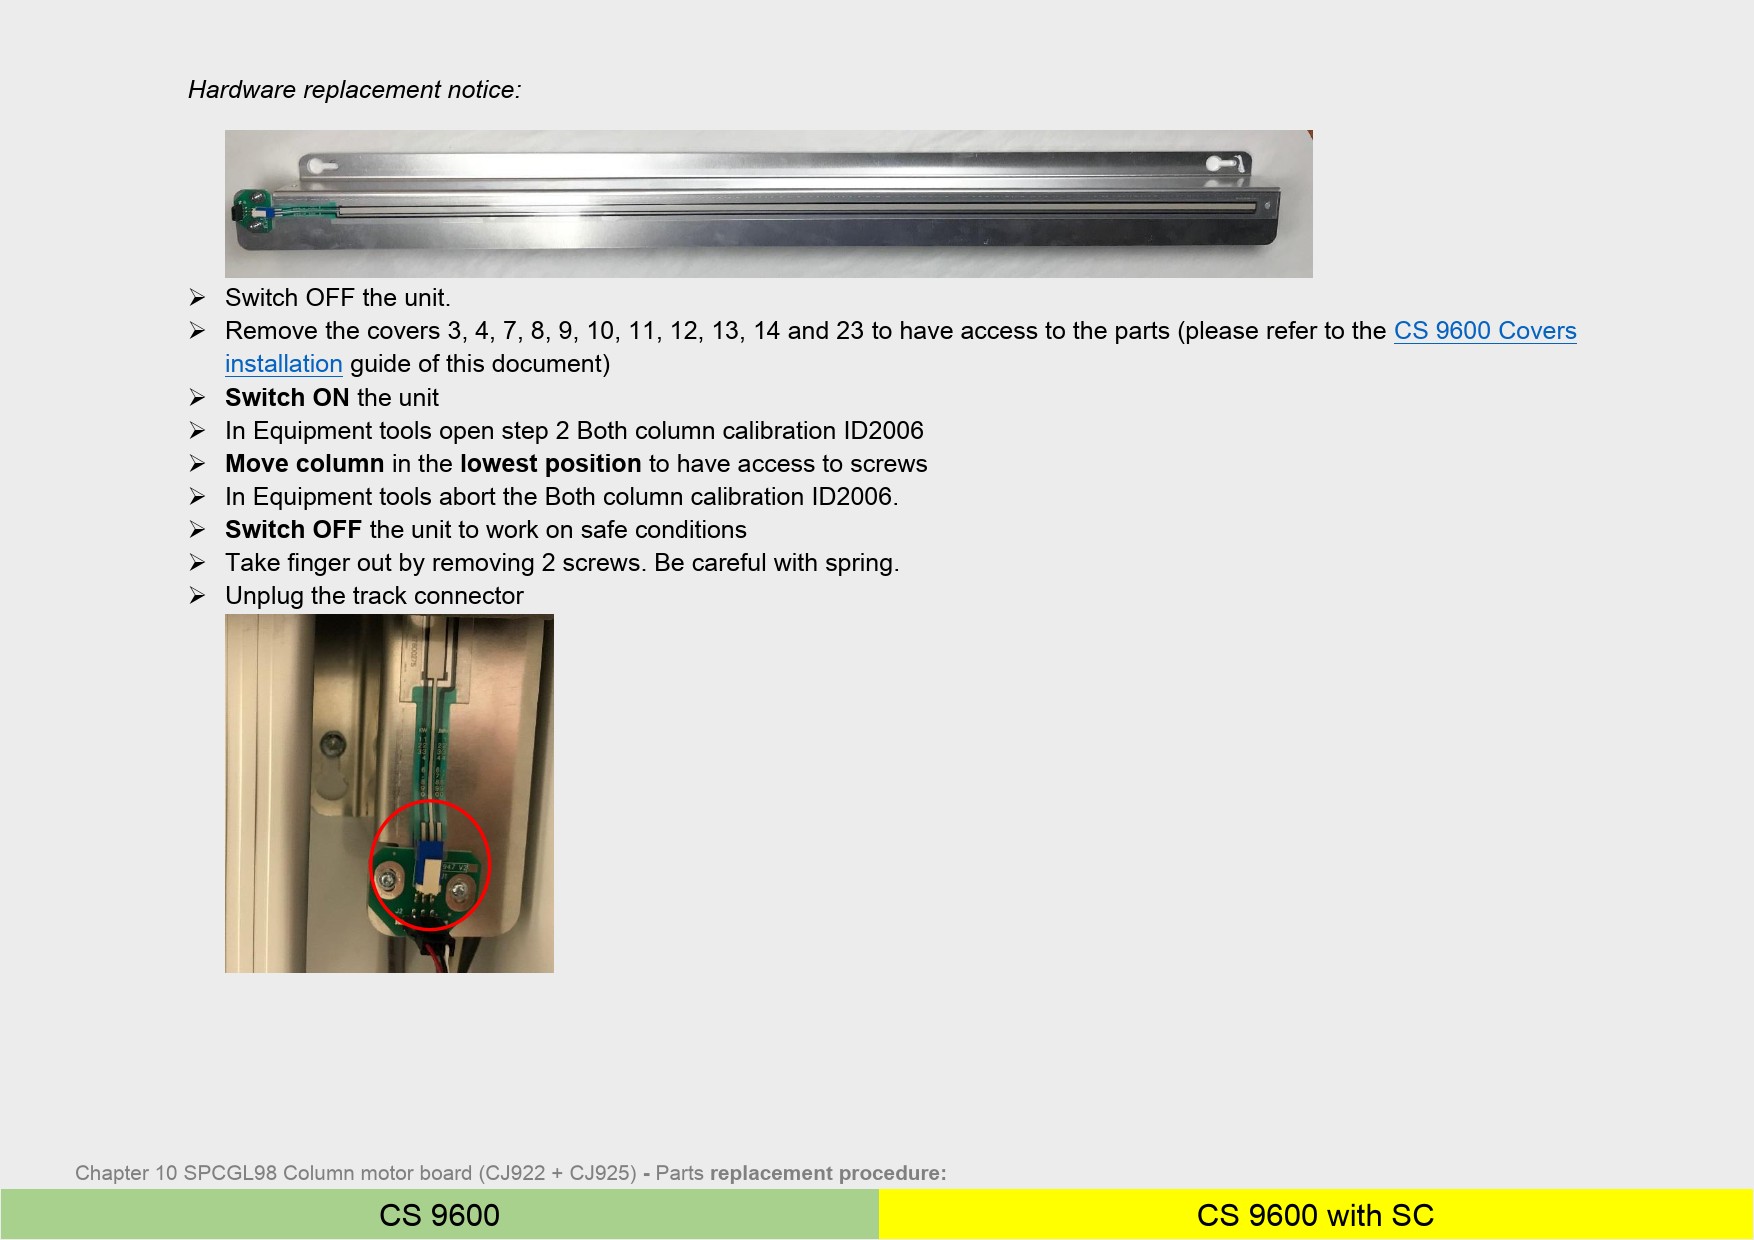 Hardware replacement notice:
➢ Switch OFF the unit.
➢ Remove the covers 3, 4, 7, 8, 9, 10, 11, 12, 13, 14 and 23 to have access to the parts (please refer to the CS 9600 Covers
installation guide of this document)
➢ Switch ON the unit
➢ In Equipment tools open step 2 Both column calibration ID2006
➢ Move column in the lowest position to have access to screws
➢ In Equipment tools abort the Both column calibration ID2006.
➢ Switch OFF the unit to work on safe conditions
➢ Take finger out by removing 2 screws. Be careful with spring.
➢ Unplug the track connector
947 V2
J1
J2
Chapter 10 SPCGL98 Column motor board (CJ922 + CJ925) - Parts replacement procedure:
CS 9600
CS 9600 with SC